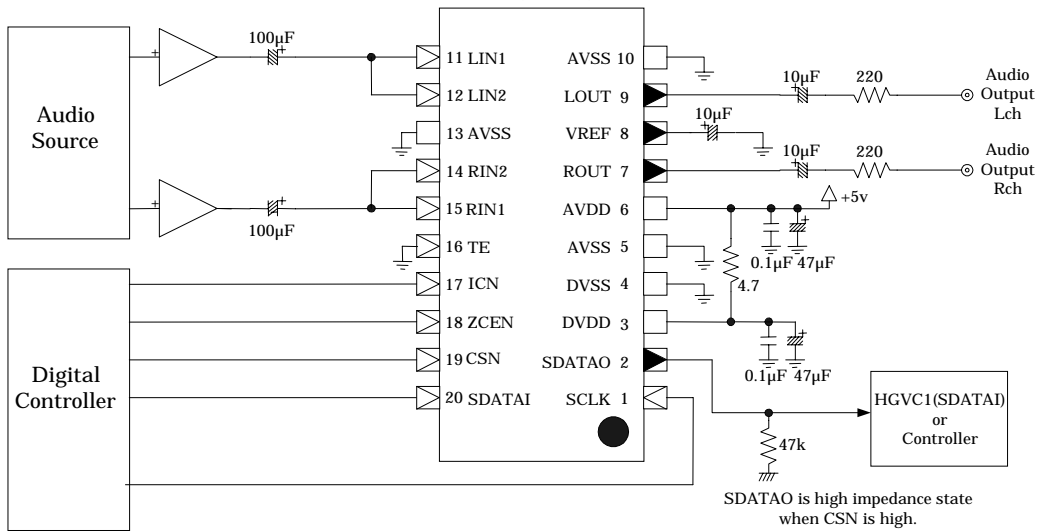 Audio
Source
100μF
100μF
11 LIN1
12 LIN2
13 AVSS
14 RIN2
15 RIN1
16 TE
17 ICN
18 ZCEN
19 CSN
20 SDATAI
AVSS 10
LOUT 9
VREF 8
ROUT 7
AVDD 6
AVSS 5
DVSS 4
DVDD 3
SDATAO 2
SCLK 1
10μF
220
Audio
Output
Lch
10μF
10μF
220
Audio
Output
Rch
+5v
0.1μF 47μF
4.7
0.1μF 47μF
Digital
Controller
HGVC1(SDATAI)
or
Controller
47k
SDATAO is high impedance state
when CSN is high.